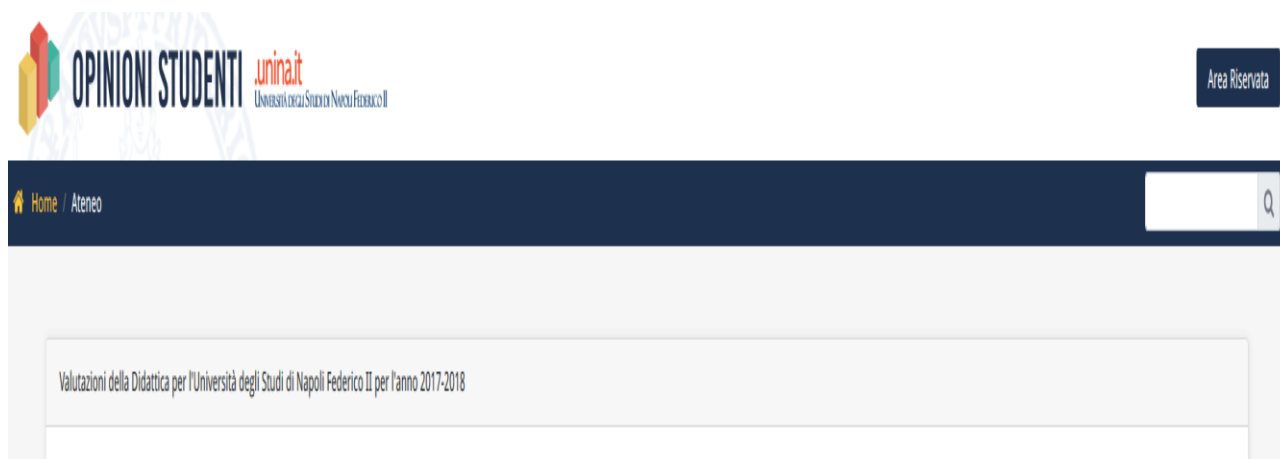 OPINIONI STUDENTI .unina.it
UNIVERSITÀ DEGLI STUDI DI NAPOLI FEDERICO II
Area Riservata
Home / Ateneo
Valutazioni della Didattica per l'Università degli Studi di Napoli Federico II per l'anno 2017-2018